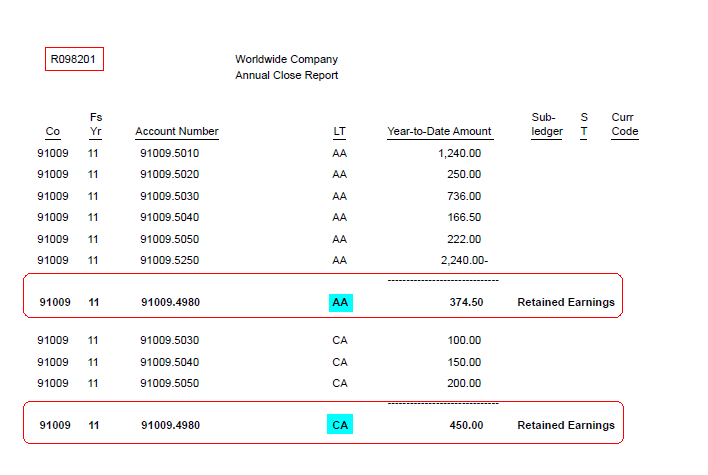 R098201 Worldwide Company
Annual Close Report
Fs Sub- S Curr
Co Yr Account Number LT Year-to-Date Amount ledger T Code
91009 11 91009.5010 AA 1,240.00
91009 11 91009.5020 AA 250.00
91009 11 91009.5030 AA 736.00
91009 11 91009.5040 AA 166.50
91009 11 91009.5050 AA 222.00
91009 11 91009.5250 AA 2,240.00-
91009 11 91009.4980 AA 374.50 Retained Earnings
91009 11 91009.5030 CA 100.00
91009 11 91009.5040 CA 150.00
91009 11 91009.5050 CA 200.00
91009 11 91009.4980 CA 450.00 Retained Earnings